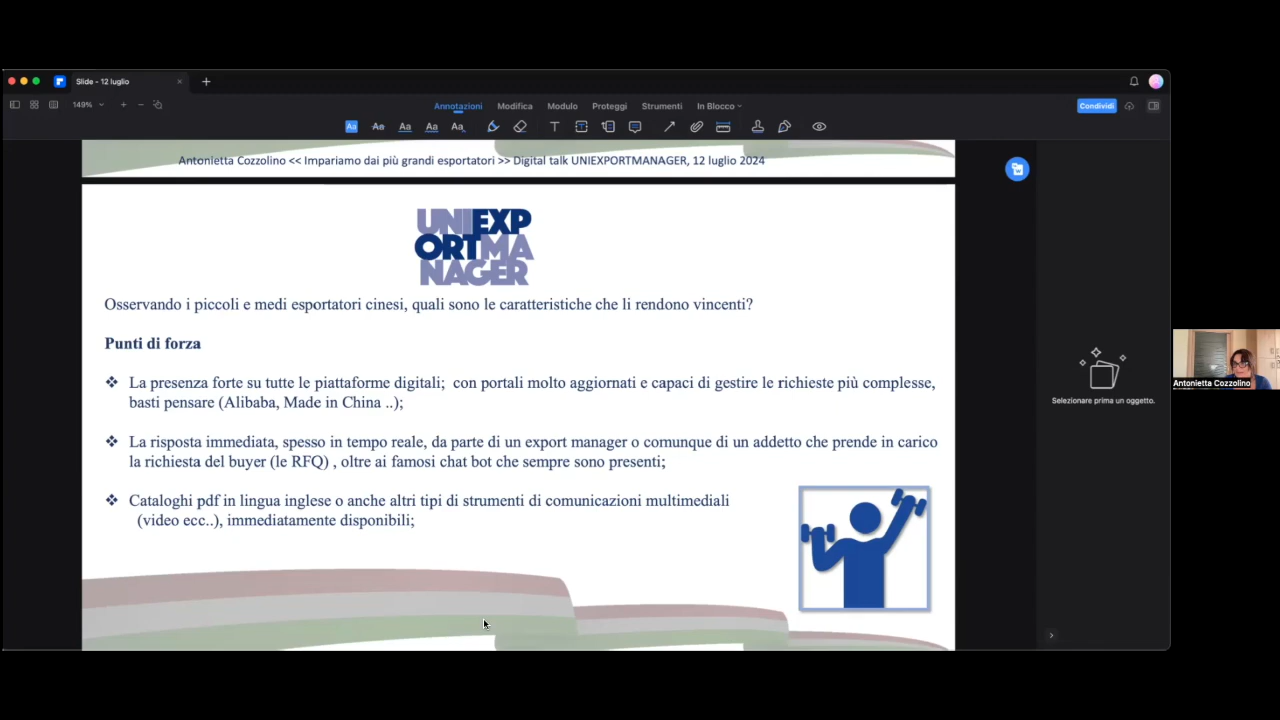 Slide - 12 luglio
149%
Annotazioni Modifica Modulo Proteggi Strumenti In Blocco
Condividi
Antonietta Cozzolino << Impariamo dai più grandi esportatori >> Digital talk UNIEXPORTMANAGER, 12 luglio 2024
UNIEXP
ORTMA
NAGER
Osservando i piccoli e medi esportatori cinesi, quali sono le caratteristiche che li rendono vincenti?
Punti di forza
❖ La presenza forte su tutte le piattaforme digitali; con portali molto aggiornati e capaci di gestire le richieste più complesse,
basti pensare (Alibaba, Made in China ..);
❖ La risposta immediata, spesso in tempo reale, da parte di un export manager o comunque di un addetto che prende in carico
la richiesta del buyer (le RFQ) , oltre ai famosi chat bot che sempre sono presenti;
❖ Cataloghi pdf in lingua inglese o anche altri tipi di strumenti di comunicazioni multimediali
(video ecc..), immediatamente disponibili;
Selezionare prima un oggetto.
Antonietta Cozzolino